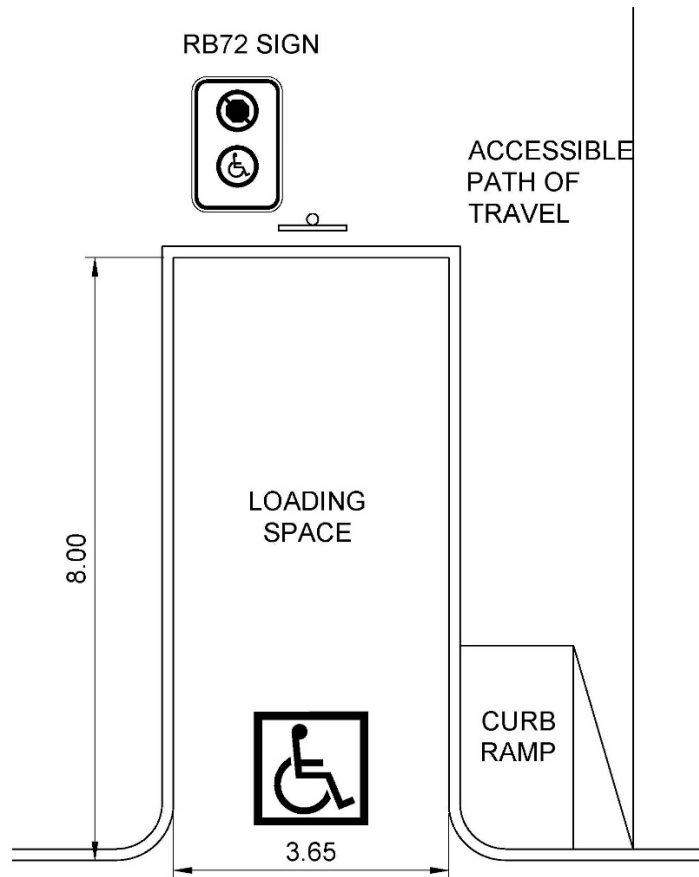 RB72 SIGN
ACCESSIBLE
PATH OF
TRAVEL
LOADING
SPACE
8.00
CURB
RAMP
3.65